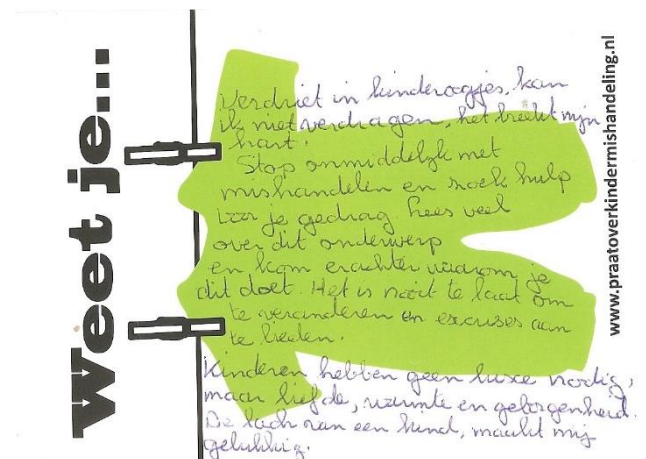 Weet je...
Verdriet in kinderoogjes, kan
ik niet verdragen, het breekt mijn
hart.
Stop onmiddelijk met
mishandelen en zoek hulp
voor je gedrag. Lees veel
over dit onderwerp
en kom erachter waarom je
dit doet. Het is nooit te laat om
te veranderen en excuses aan
te bieden.
Kinderen hebben geen luxe nodig,
maar liefde, warmte en geborgenheid.
De lach van een kind, maakt mij
gelukkig.
www.praatoverkindermishandeling.nl